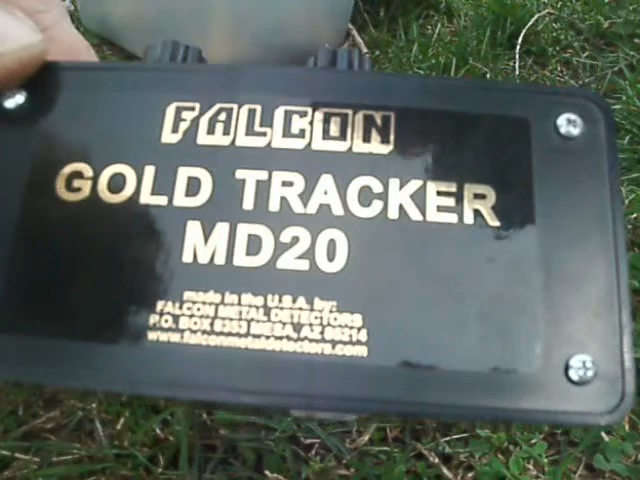 FALCON
GOLD TRACKER
MD20
made in the U.S.A. by:
FALCON METAL DETECTORS
P.O. BOX 8353 MESA, AZ 85214
www.falconmetaldetectors.com